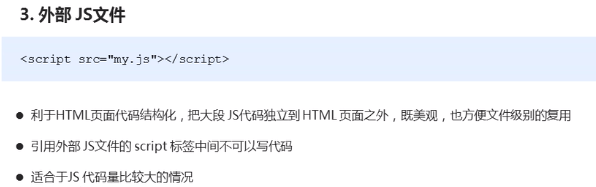 3. 外部 JS文件
<script src="my.js"></script>
● 利于HTML页面代码结构化，把大段 JS代码独立到 HTML 页面之外，既美观，也方便文件级别的复用
● 引用外部 JS文件的 script 标签中间不可以写代码
● 适合于JS 代码量比较大的情况